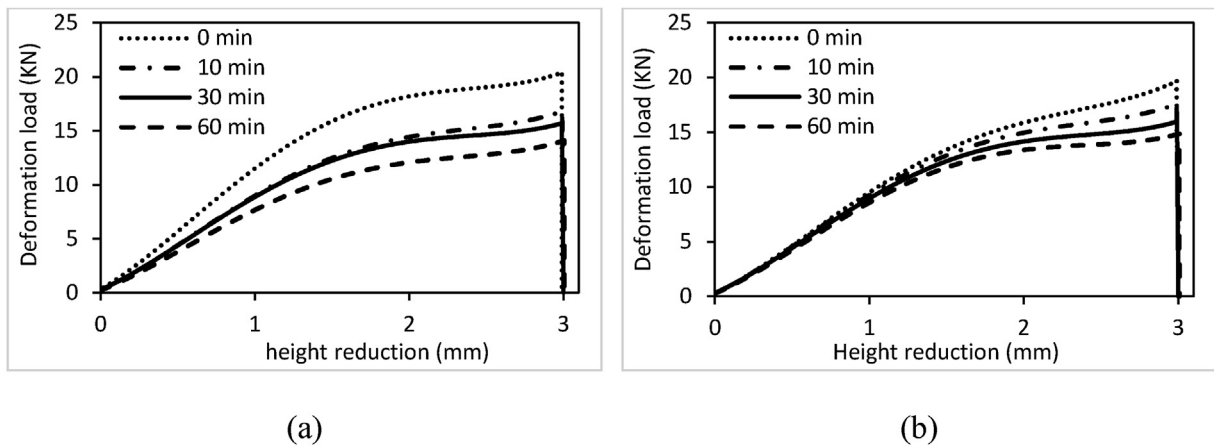 Deformation load (KN)
25
20
15
10
5
0
0 min
10 min
30 min
60 min
0 1 2 3
height reduction (mm)
(a)
Deformation load (KN)
25
20
15
10
5
0
0 min
10 min
30 min
60 min
0 1 2 3
Height reduction (mm)
(b)